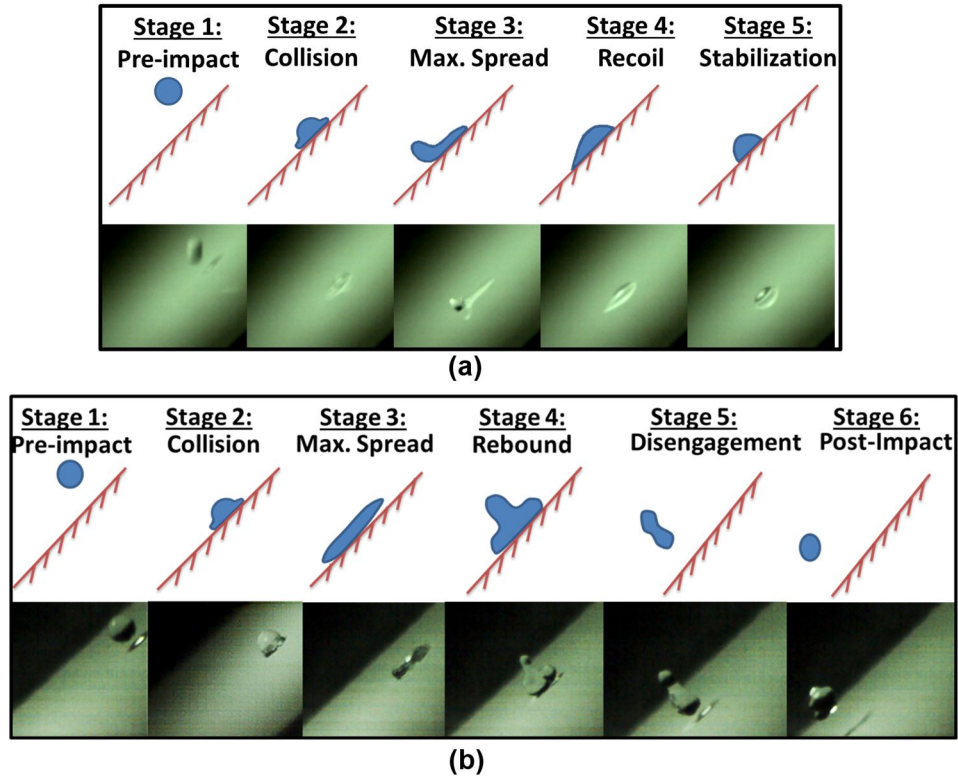 Stage 1: Stage 2: Stage 3: Stage 4: Stage 5:
Pre-impact Collision Max. Spread Recoil Stabilization
(a)
Stage 1: Stage 2: Stage 3: Stage 4: Stage 5: Stage 6:
Pre-impact Collision Max. Spread Rebound Disengagement Post-Impact
(b)